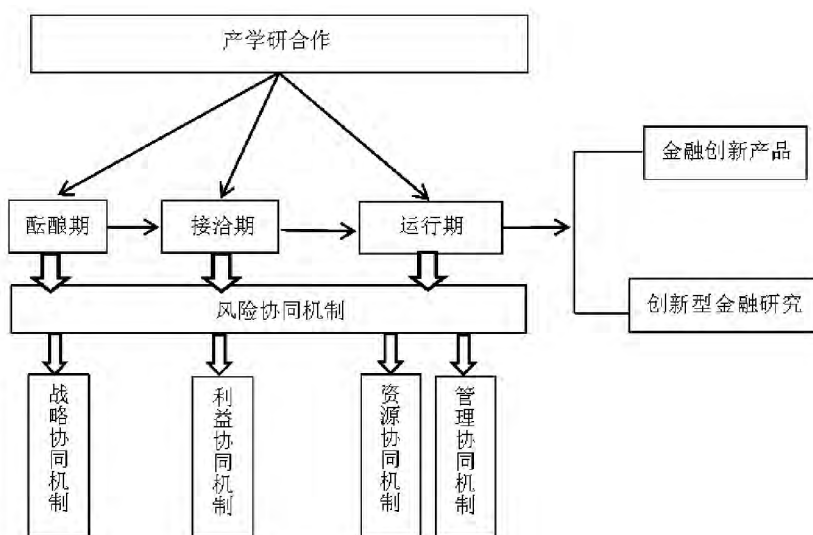 产学研合作
金融创新产品
酝酿期
接洽期
运行期
创新型金融研究
风险协同机制
战略协同机制
利益协同机制
资源协同机制
管理协同机制